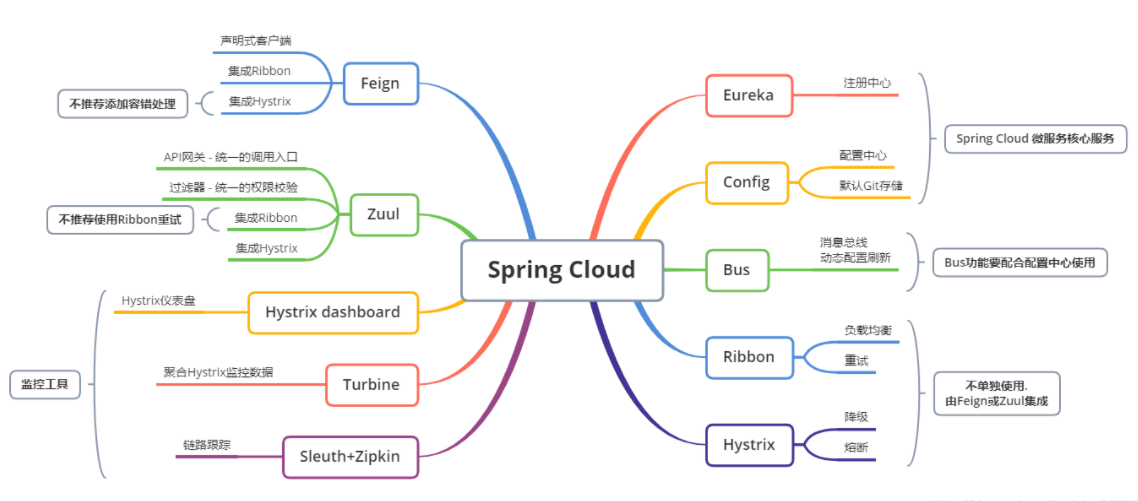 Spring Cloud
Feign
声明式客户端
集成Ribbon
集成Hystrix
不推荐添加容错处理
Zuul
API网关 - 统一的调用入口
过滤器 - 统一的权限校验
集成Ribbon
不推荐使用Ribbon重试
集成Hystrix
Hystrix dashboard
Hystrix仪表盘
Turbine
聚合Hystrix监控数据
Sleuth+Zipkin
链路跟踪
监控工具
Eureka
注册中心
Config
配置中心
默认Git存储
Spring Cloud 微服务核心服务
Bus
消息总线
动态配置刷新
Bus功能要配合配置中心使用
Ribbon
负载均衡
重试
Hystrix
降级
熔断
不单独使用.
由Feign或Zuul集成